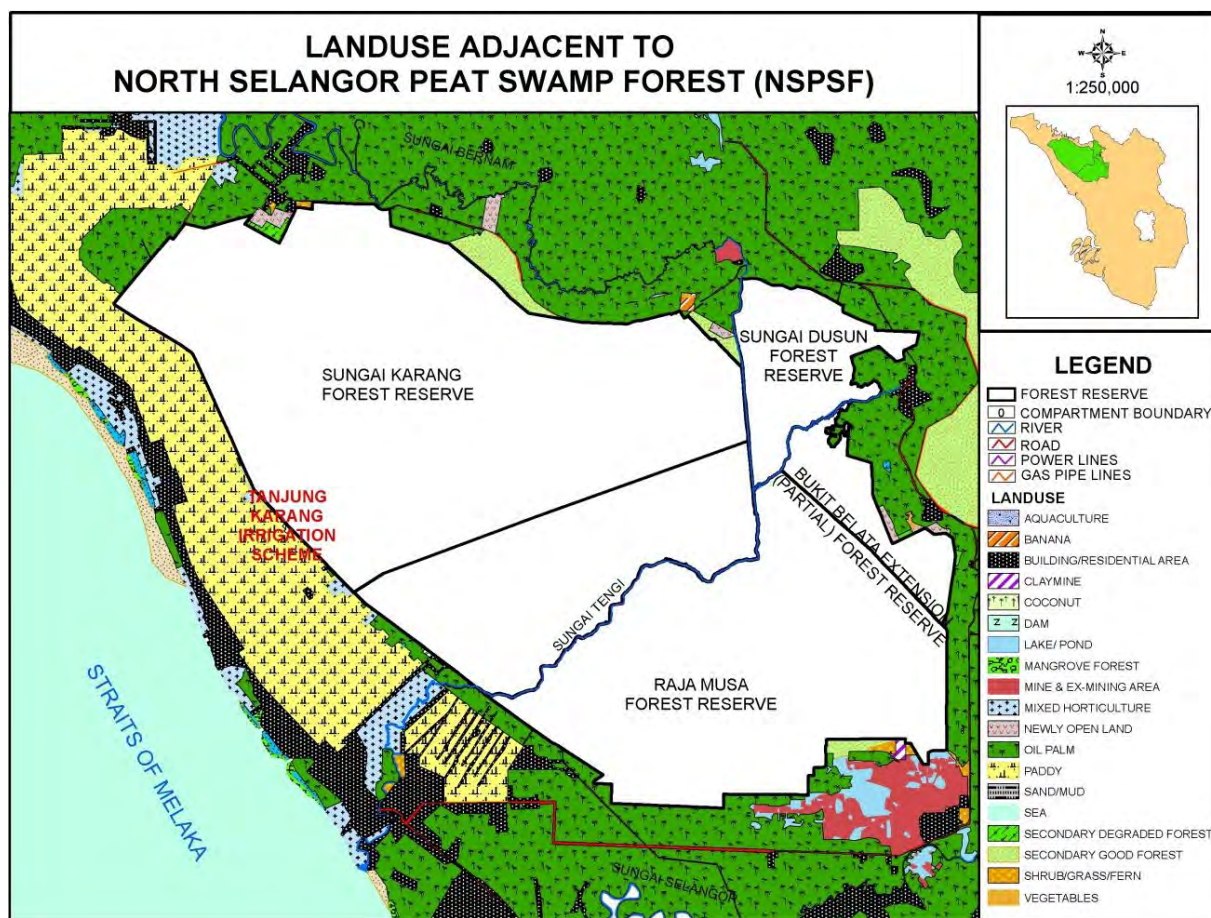 LANDUSE ADJACENT TO
NORTH SELANGOR PEAT SWAMP FOREST (NSPSF)
N
W E
S
1:250,000
SUNGAI BERNAM
SUNGAI KARANG
FOREST RESERVE
SUNGAI DUSUN
FOREST
RESERVE
BUKIT BELATA EXTENSION
(PARTIAL) FOREST RESERVE
TANJUNG
KARANG
IRRIGATION
SCHEME
SUNGAI TENGI
RAJA MUSA
FOREST RESERVE
STRAITS OF MELAKA
SUNGAI SELANGOR
LEGEND
FOREST RESERVE
0 COMPARTMENT BOUNDARY
RIVER
ROAD
POWER LINES
GAS PIPE LINES
LANDUSE
AQUACULTURE
BANANA
BUILDING/RESIDENTIAL AREA
CLAYMINE
COCONUT
DAM
LAKE/ POND
MANGROVE FOREST
MINE & EX-MINING AREA
MIXED HORTICULTURE
NEWLY OPEN LAND
OIL PALM
PADDY
SAND/MUD
SEA
SECONDARY DEGRADED FOREST
SECONDARY GOOD FOREST
SHRUB/GRASS/FERN
VEGETABLES